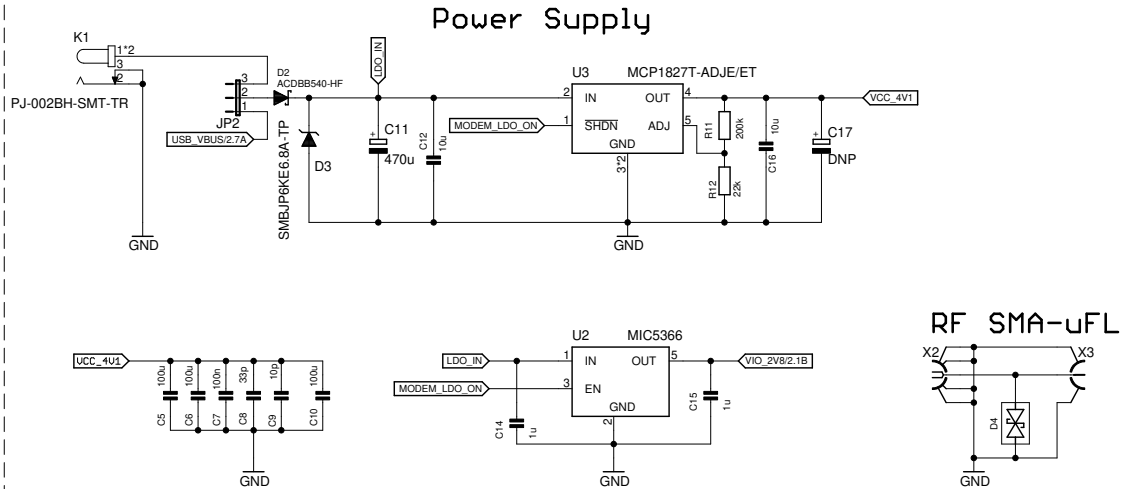 Power Supply
K1
1*2
3
2
PJ-002BH-SMT-TR
GND
3
2
1
JP2
USB_VBUS/2.7A
D2
ACDBB540-HF
SMBJP6KE6.8A-TP
D3
LDO_IN
C11
470u
+
C12
10u
MODEM_LDO_ON
U3
MCP1827T-ADJE/ET
2
IN
OUT
4
1
SHDN
ADJ
5
GND
3*2
R11
200k
R12
22k
C16
10u
+
C17
DNP
VCC_4V1
GND
VCC_4V1
100u
100u
100n
33p
10p
100u
C5
C6
C7
C8
C9
C10
GND
U2
MIC5366
LDO_IN
1
IN
OUT
5
VIO_2V8/2.1B
MODEM_LDO_ON
3
EN
GND
2
C14
1u
C15
1u
GND
RF SMA-uFL
X2
X3
D4
GND